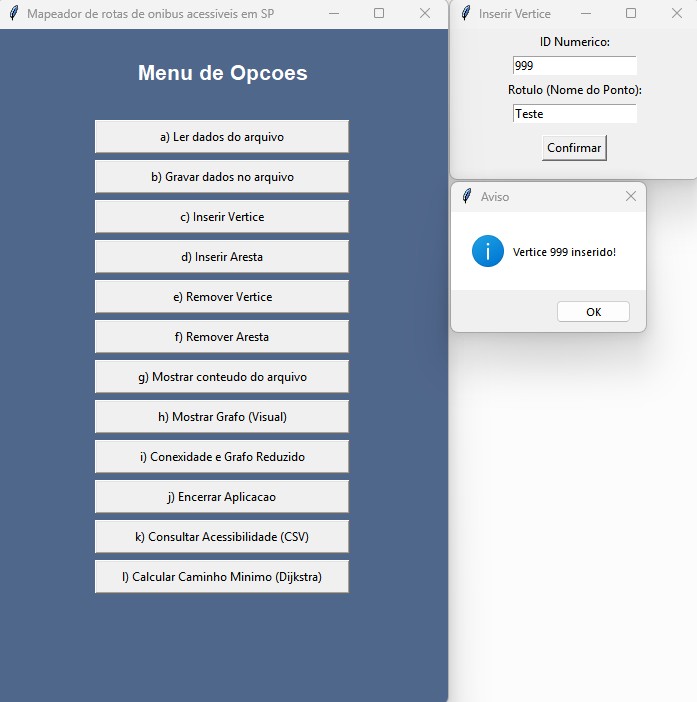 Mapeador de rotas de onibus acessiveis em SP
Menu de Opcoes
a) Ler dados do arquivo
b) Gravar dados no arquivo
c) Inserir Vertice
d) Inserir Aresta
e) Remover Vertice
f) Remover Aresta
g) Mostrar conteudo do arquivo
h) Mostrar Grafo (Visual)
i) Conexidade e Grafo Reduzido
j) Encerrar Aplicacao
k) Consultar Acessibilidade (CSV)
l) Calcular Caminho Minimo (Dijkstra)
Inserir Vertice
ID Numerico:
999
Rotulo (Nome do Ponto):
Teste
Confirmar
Aviso
Vertice 999 inserido!
OK